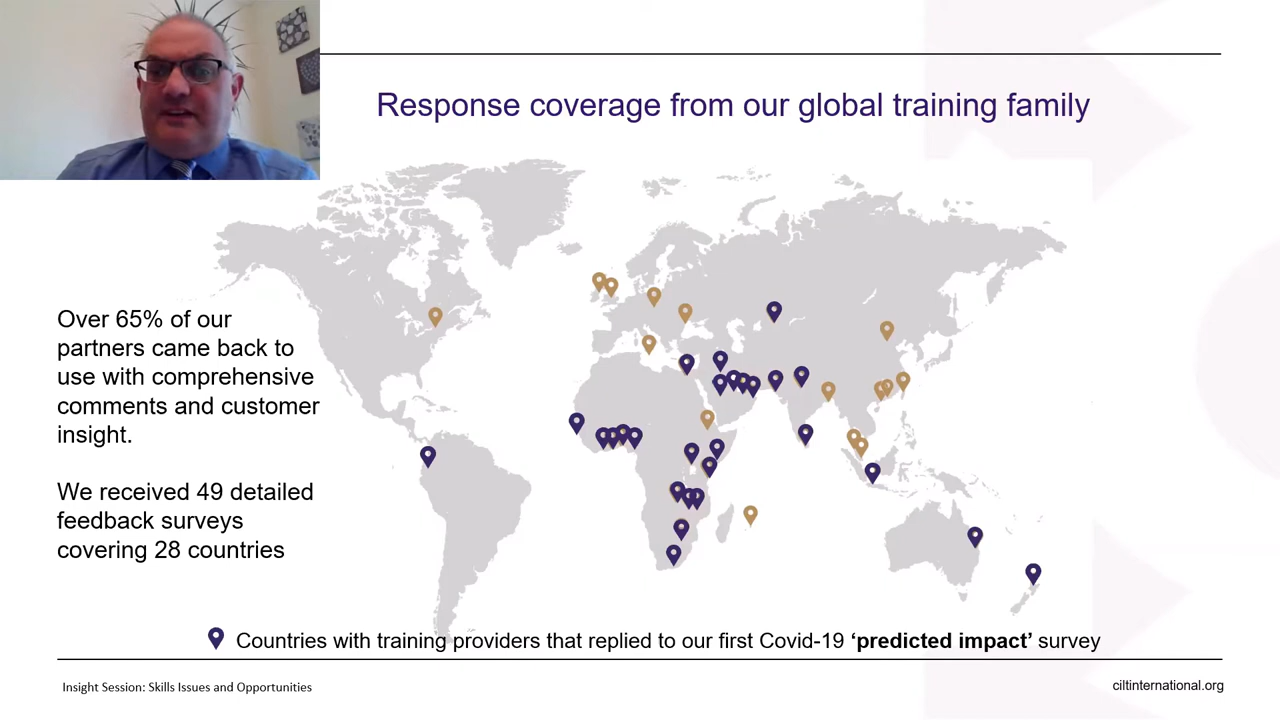 Response coverage from our global training family
Over 65% of our
partners came back to
use with comprehensive
comments and customer
insight.
We received 49 detailed
feedback surveys
covering 28 countries
Countries with training providers that replied to our first Covid-19 ‘predicted impact’ survey
Insight Session: Skills Issues and Opportunities
ciltinternational.org